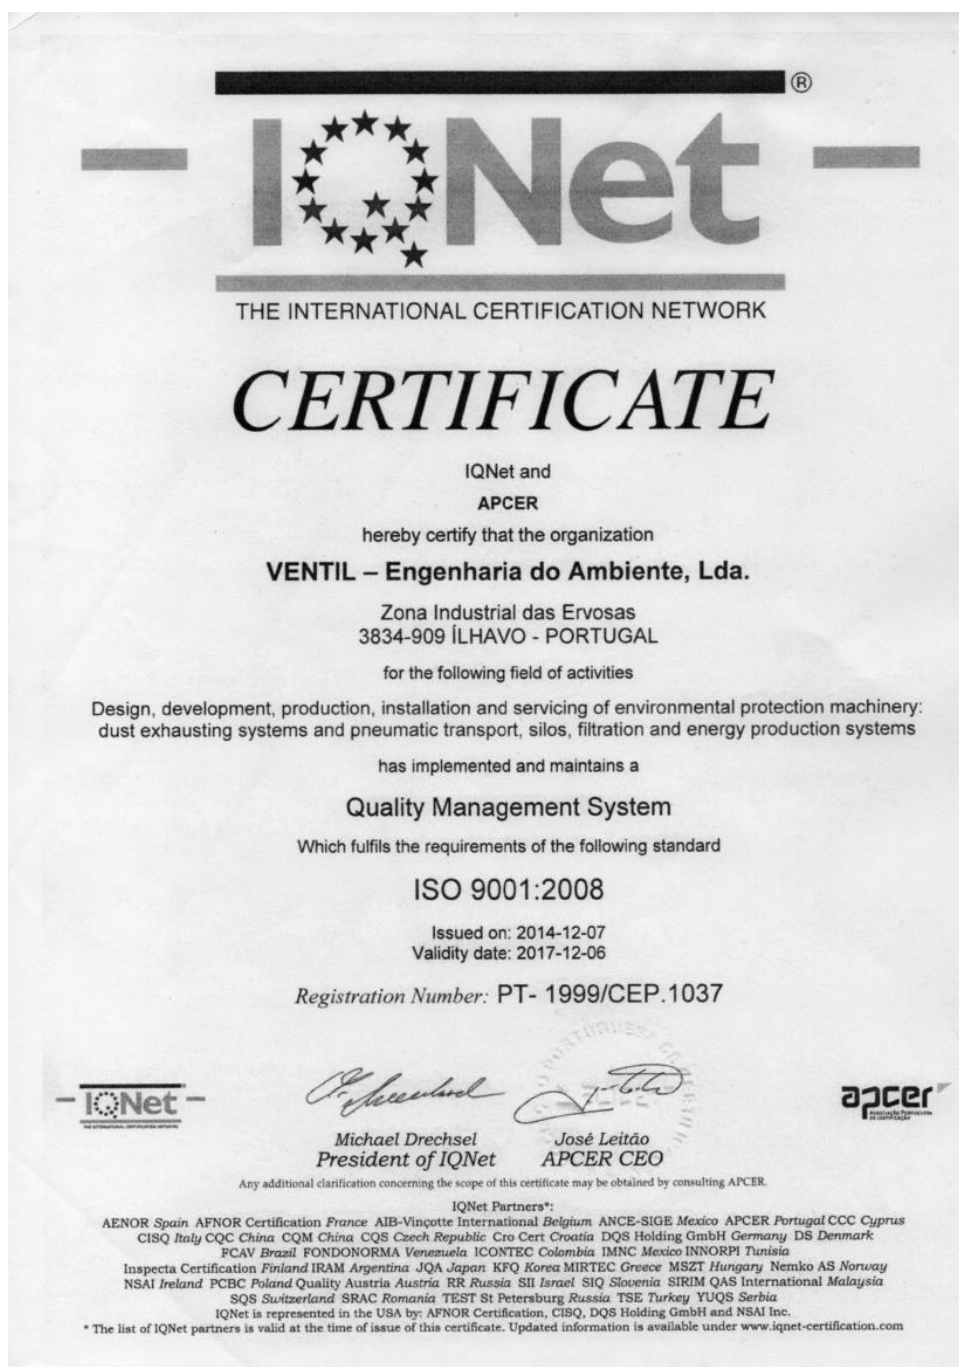 IQNet®
THE INTERNATIONAL CERTIFICATION NETWORK
CERTIFICATE
IQNet and
APCER
hereby certify that the organization
VENTIL – Engenharia do Ambiente, Lda.
Zona Industrial das Ervosas
3834-909 ÍLHAVO - PORTUGAL
for the following field of activities
Design, development, production, installation and servicing of environmental protection machinery:
dust exhausting systems and pneumatic transport, silos, filtration and energy production systems
has implemented and maintains a
Quality Management System
Which fulfils the requirements of the following standard
ISO 9001:2008
Issued on: 2014-12-07
Validity date: 2017-12-06
Registration Number: PT- 1999/CEP.1037
IQNet
THE INTERNATIONAL CERTIFICATION NETWORK
apcer
ASSOCIAÇÃO PORTUGUESA
DE CERTIFICAÇÃO
Michael Drechsel
President of IQNet
José Leitão
APCER CEO
Any additional clarification concerning the scope of this certificate may be obtained by consulting APCER.
IQNet Partners*:
AENOR Spain AFNOR Certification France AIB-Vinçotte International Belgium ANCE-SIGE Mexico APCER Portugal CCC Cyprus
CISQ Italy CQC China CQM China CQS Czech Republic Cro Cert Croatia DQS Holding GmbH Germany DS Denmark
FCAV Brazil FONDONORMA Venezuela ICONTEC Colombia IMNC Mexico INNORPI Tunisia
Inspecta Certification Finland IRAM Argentina JQA Japan KFQ Korea MIRTEC Greece MSZT Hungary Nemko AS Norway
NSAI Ireland PCBC Poland Quality Austria Austria RR Russia SII Israel SIQ Slovenia SIRIM QAS International Malaysia
SQS Switzerland SRAC Romania TEST St Petersburg Russia TSE Turkey YUQS Serbia
IQNet is represented in the USA by: AFNOR Certification, CISQ, DQS Holding GmbH and NSAI Inc.
* The list of IQNet partners is valid at the time of issue of this certificate. Updated information is available under www.iqnet-certification.com